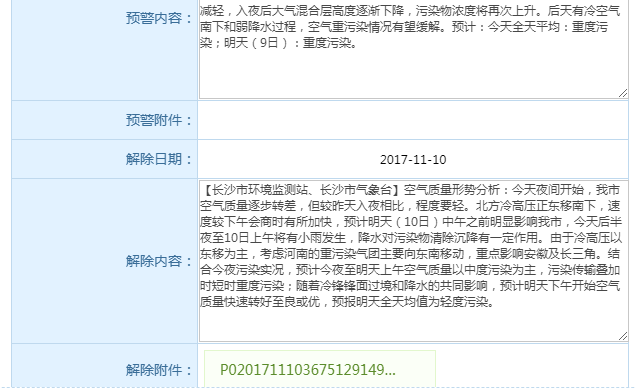 预警内容：
减轻，入夜后大气混合层高度逐渐下降，污染物浓度将再次上升。后天有冷空气
南下和弱降水过程，空气重污染情况有望缓解。预计：今天全天平均：重度污
染；明天（9日）：重度污染。
预警附件：
解除日期：
2017-11-10
解除内容：
【长沙市环境监测站、长沙市气象台】空气质量形势分析：今天夜间开始，我市
空气质量逐步转差，但较昨天入夜相比，程度要轻。北方冷高压正东移南下，速
度较下午会商时有所加快，预计明天（10日）中午之前明显影响我市，今天后半
夜至10日上午将有小雨发生，降水对污染物清除沉降有一定作用。由于冷高压以
东移为主，考虑河南的重污染气团主要向东南移动，重点影响安徽及长三角。结
合今夜污染实况，预计今夜至明天上午空气质量以中度污染为主，污染传输叠加
时短时重度污染；随着冷锋锋面过境和降水的共同影响，预计明天下午开始空气
质量快速转好至良或优，预报明天全天均值为轻度污染。
解除附件：
P0201711103675129149...